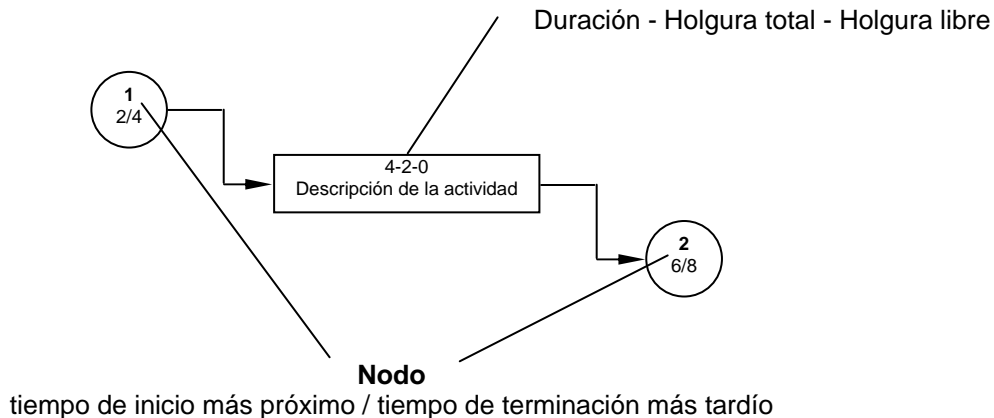 Duración - Holgura total - Holgura libre
1
2/4
4-2-0
Descripción de la actividad
2
6/8
Nodo
tiempo de inicio más próximo / tiempo de terminación más tardío